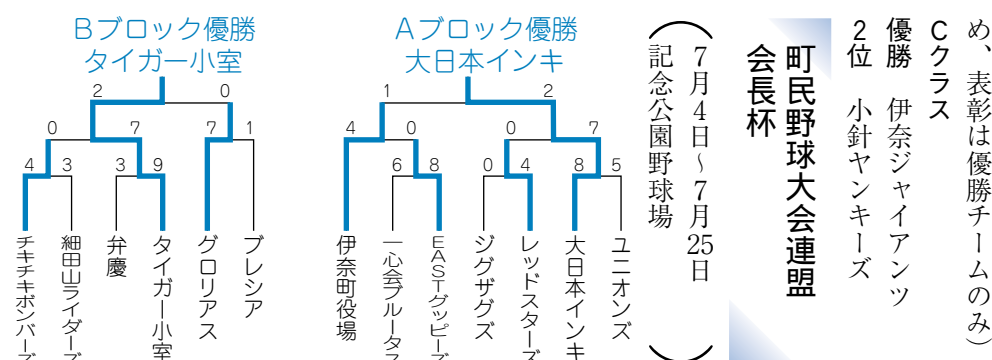 め、表彰は優勝チームのみ）
Cクラス
優勝　伊奈ジャイアンツ
2位　小針ヤンキーズ
町民野球大会連盟
会長杯
（7月4日〜7月25日
記念公園野球場）
Aブロック優勝
大日本インキ
1 2
4 0 0 7
6 8 0 4 8 5
ユニオンズ
大日本インキ
レッドスターズ
ジグザグズ
EASTグッピーズ
一心会ブルータス
伊奈町役場
Bブロック優勝
タイガー小室
2 0
0 7 7 1
4 3 3 9
ブレシア
グロリアス
タイガー小室
弁慶
細田山ライダーズ
チキチキボンバーズ